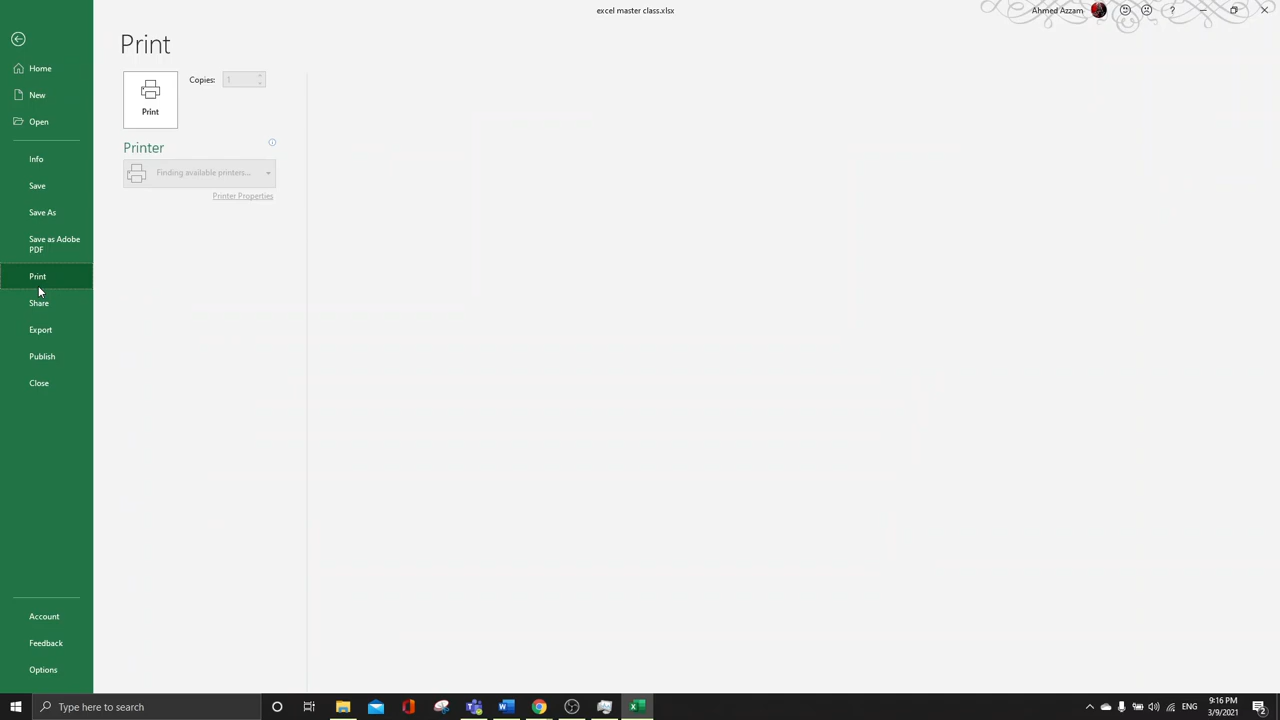 excel master class.xlsx
Ahmed Azzam
?
Print
Home
New
Open
Info
Save
Save As
Save as Adobe
PDF
Print
Share
Export
Publish
Close
Account
Feedback
Options
Print
Copies:
1
Printer
Finding available printers...
Printer Properties
Type here to search
ENG
9:16 PM
3/9/2021